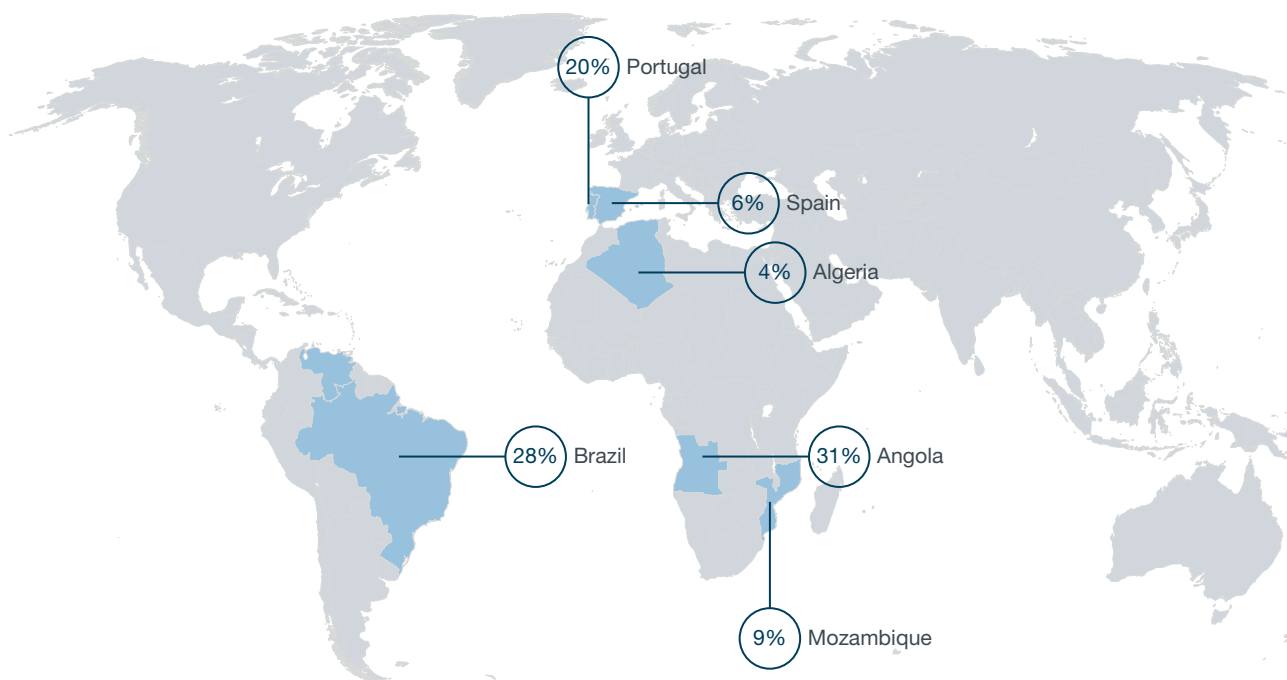 20% Portugal
6% Spain
4% Algeria
28% Brazil
31% Angola
9% Mozambique